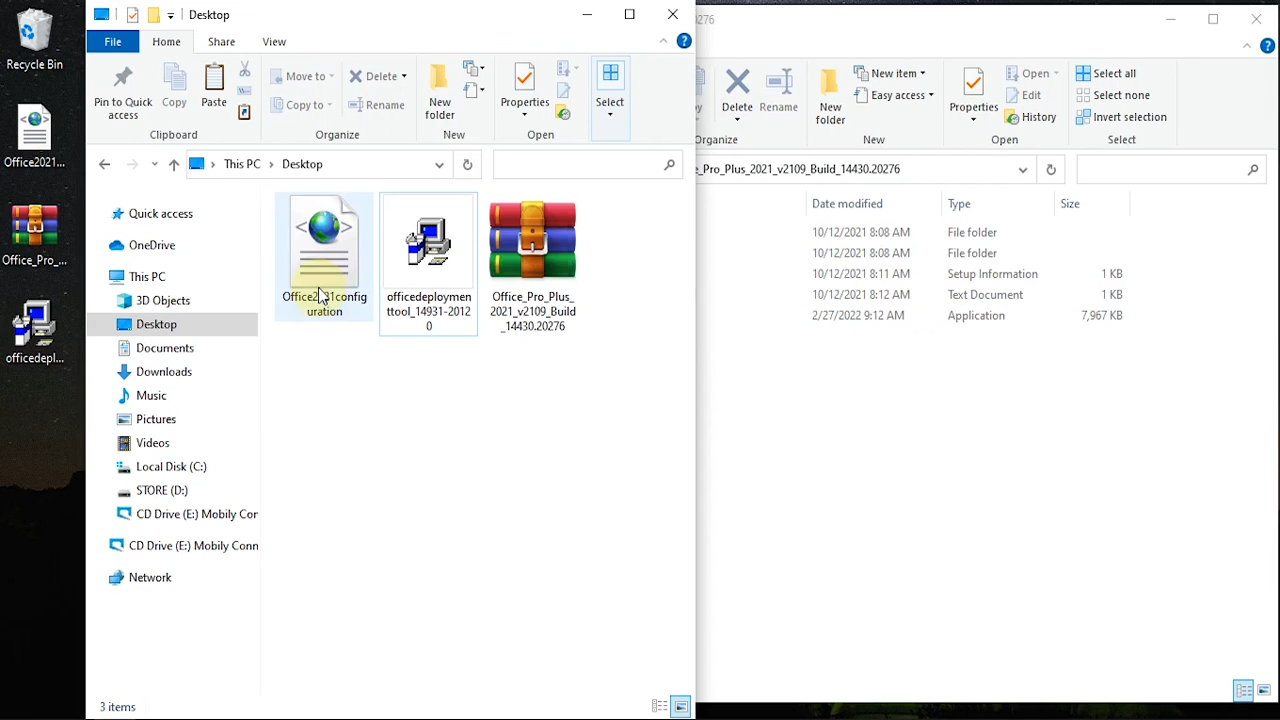 Recycle Bin
Office2021...
Office_Pro_...
officedepl...
Desktop
File
Home
Share
View
Pin to Quick
access
Copy
Paste
Clipboard
Move to
Copy to
Delete
Rename
Organize
New
folder
New
Properties
Open
Select
This PC
Desktop
Quick access
OneDrive
This PC
3D Objects
Desktop
Documents
Downloads
Music
Pictures
Videos
Local Disk (C:)
STORE (D:)
CD Drive (E:) Mobily Con
CD Drive (E:) Mobily Conn
Network
ation
officedeploymen
ttool_14931-2012
0
Office_Pro_Plus_
2021_v2109_Build
_14430.20276
3 items
0276
Delete
Rename
Organize
New
folder
New item
Easy access
New
Properties
Open
Edit
History
Open
Select all
Select none
Invert selection
Select
e_Pro_Plus_2021_v2109_Build_14430.20276
Date modified Type Size
10/12/2021 8:08 AM File folder
10/12/2021 8:08 AM File folder
10/12/2021 8:11 AM Setup Information 1 KB
10/12/2021 8:12 AM Text Document 1 KB
2/27/2022 9:12 AM Application 7,967 KB